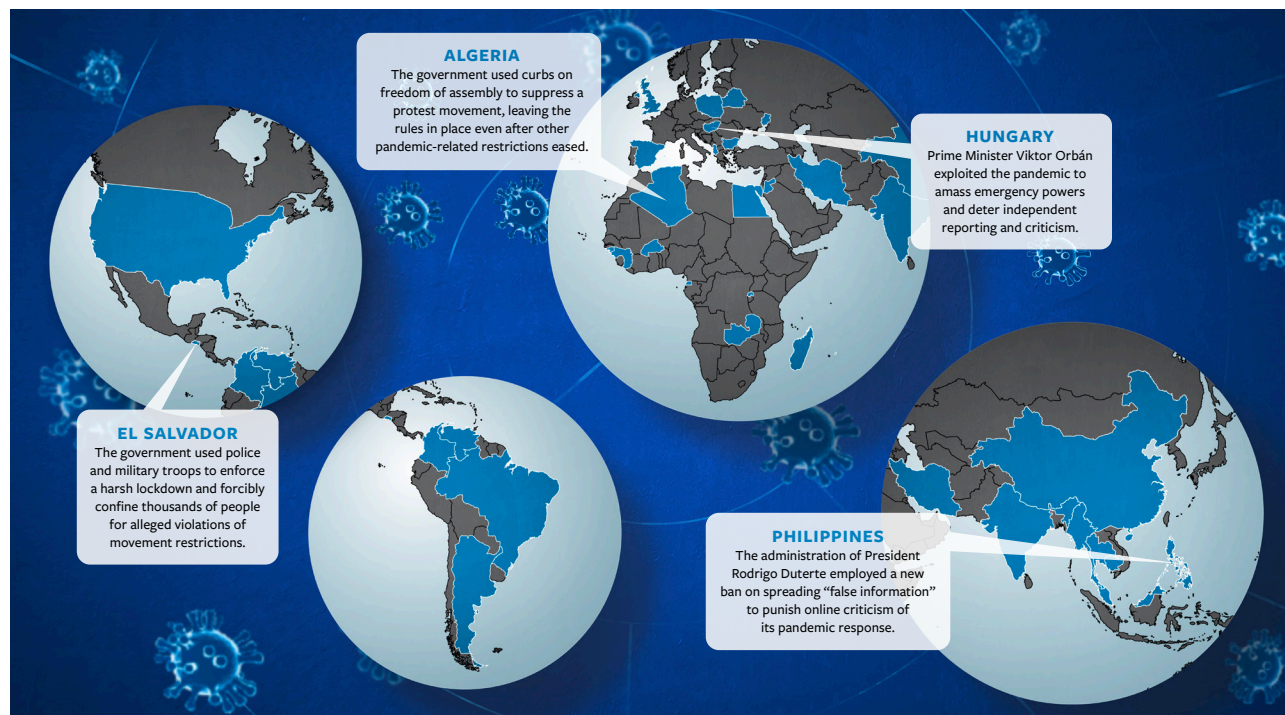 ALGERIA
The government used curbs on
freedom of assembly to suppress a
protest movement, leaving the
rules in place even after other
pandemic-related restrictions eased.
HUNGARY
Prime Minister Viktor Orbán
exploited the pandemic to
amass emergency powers
and deter independent
reporting and criticism.
EL SALVADOR
The government used police
and military troops to enforce
a harsh lockdown and forcibly
confine thousands of people
for alleged violations of
movement restrictions.
PHILIPPINES
The administration of President
Rodrigo Duterte employed a new
ban on spreading “false information”
to punish online criticism of
its pandemic response.